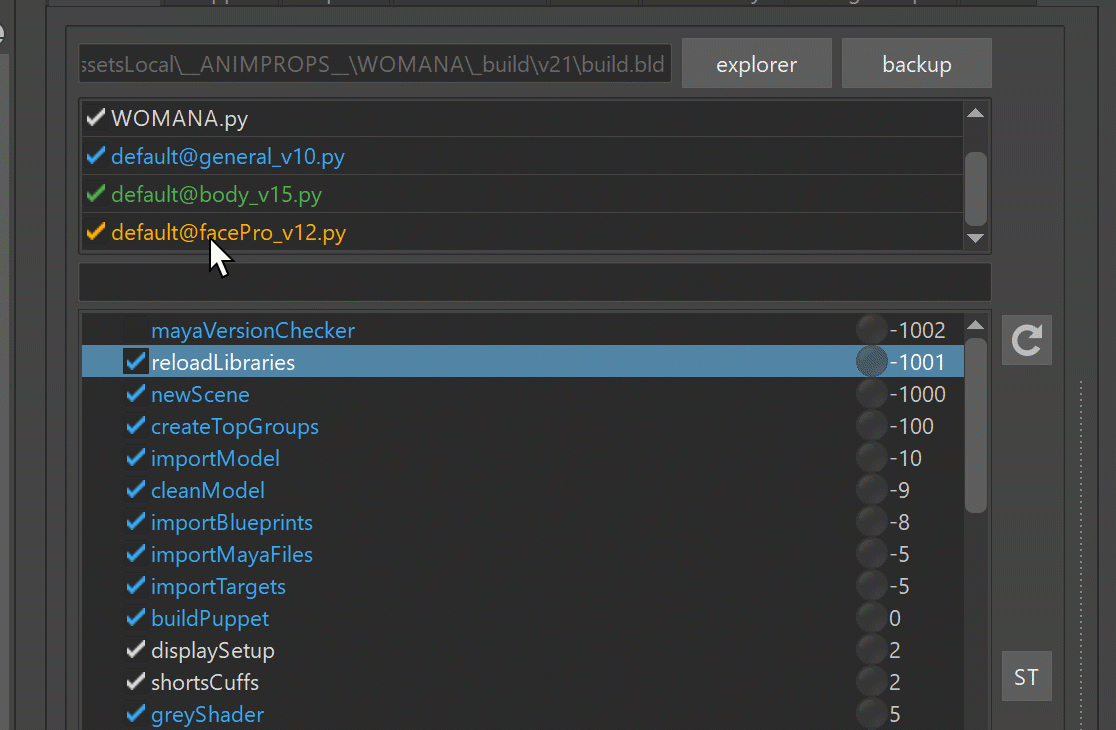 ssetsLocal\__ANIMPROPS__\WOMANA\_build\v21\build.bld explorer backup
WOMANA.py
default@general_v10.py
default@body_v15.py
default@facePro_v12.py
mayaVersionChecker -1002
reloadLibraries -1001
newScene -1000
createTopGroups -100
importModel -10
cleanModel -9
importBlueprints -8
importMayaFiles -5
importTargets -5
buildPuppet 0
displaySetup 2
shortsCuffs 2
ST
greyShader 5